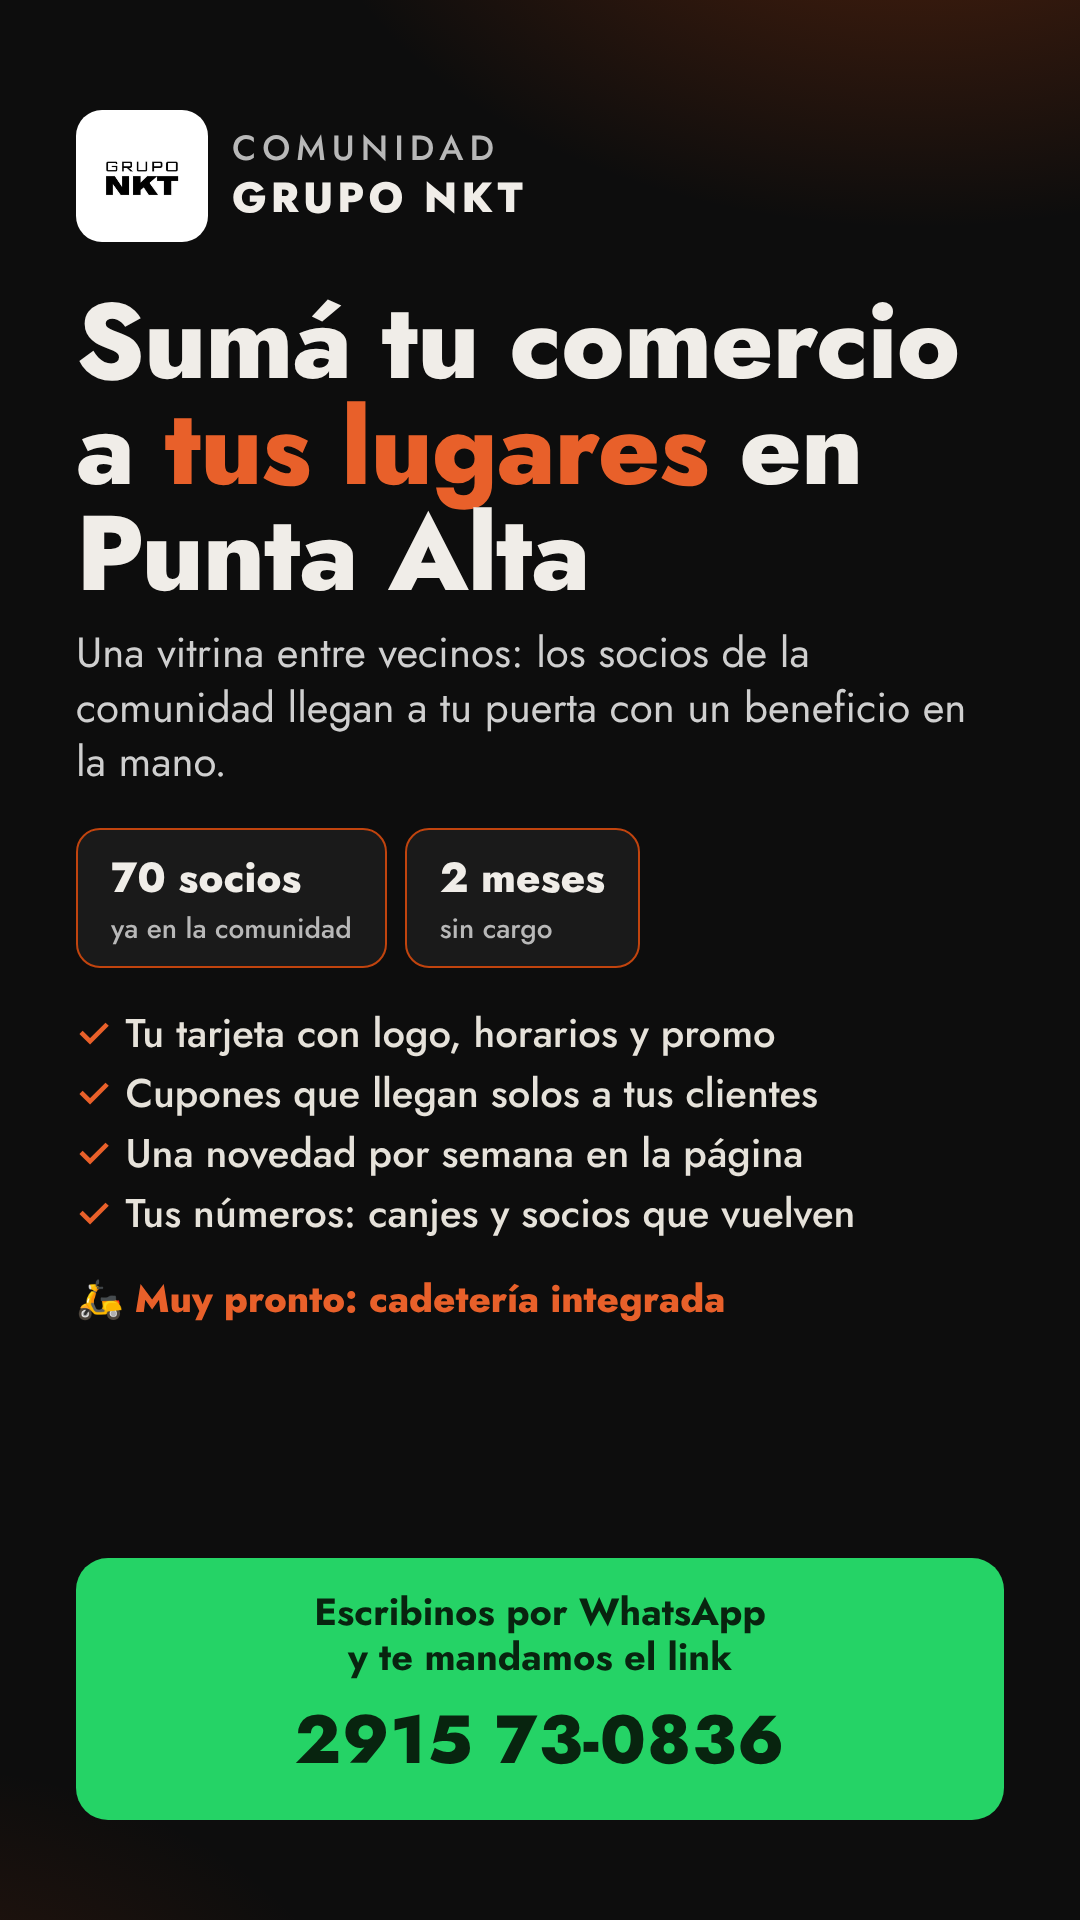 GRUPO
NKT
COMUNIDAD
GRUPO NKT
Sumá tu comercio
a tus lugares en
Punta Alta
Una vitrina entre vecinos: los socios de la
comunidad llegan a tu puerta con un beneficio en
la mano.
70 socios
ya en la comunidad
2 meses
sin cargo
Tu tarjeta con logo, horarios y promo
Cupones que llegan solos a tus clientes
Una novedad por semana en la página
Tus números: canjes y socios que vuelven
🛵 Muy pronto: cadetería integrada
Escribinos por WhatsApp
y te mandamos el link
2915 73-0836